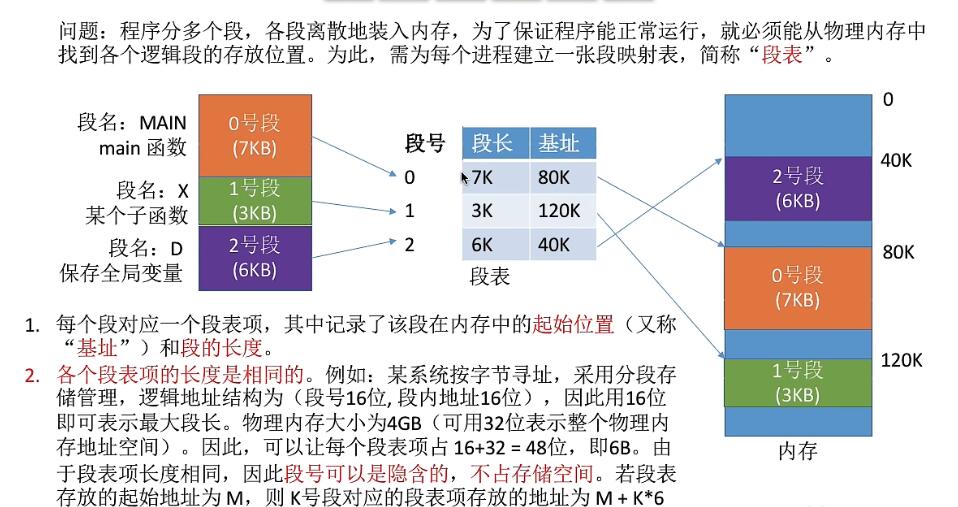 问题：程序分多个段，各段离散地装入内存，为了保证程序能正常运行，就必须能从物理内存中
找到各个逻辑段的存放位置。为此，需为每个进程建立一张段映射表，简称“段表”。
段名：MAIN
main 函数
0号段
(7KB)
段名：X
某个子函数
1号段
(3KB)
段名：D
保存全局变量
2号段
(6KB)
段号 段长 基址
0 7K 80K
1 3K 120K
2 6K 40K
段表
0
40K
2号段
(6KB)
80K
0号段
(7KB)
120K
1号段
(3KB)
内存
1. 每个段对应一个段表项，其中记录了该段在内存中的起始位置（又称
“基址”）和段的长度。
2. 各个段表项的长度是相同的。例如：某系统按字节寻址，采用分段存
储管理，逻辑地址结构为（段号16位, 段内地址16位），因此用16位
即可表示最大段长。物理内存大小为4GB（可用32位表示整个物理内
存地址空间）。因此，可以让每个段表项占 16+32 = 48位，即6B。由
于段表项长度相同，因此段号可以是隐含的，不占存储空间。若段表
存放的起始地址为 M，则 K号段对应的段表项存放的地址为 M + K*6